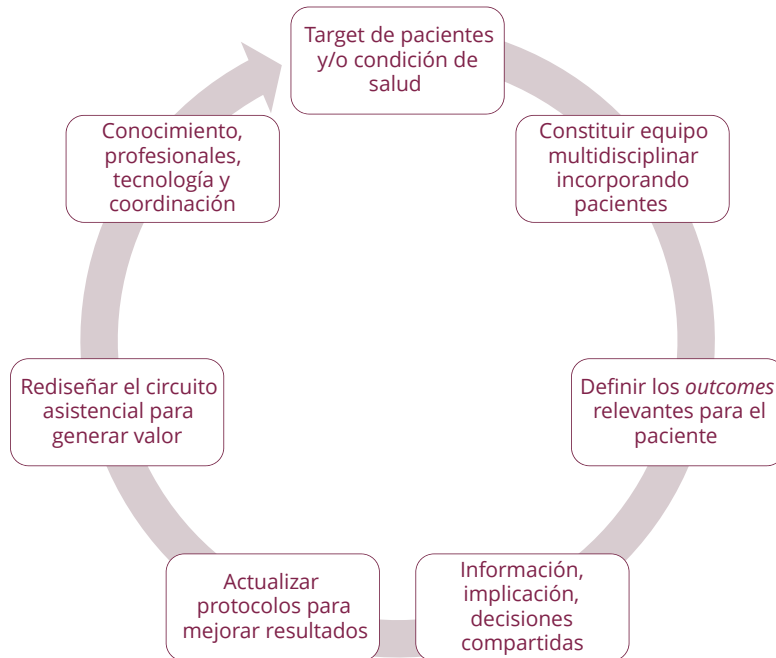 Target de pacientes
y/o condición de
salud
Constituir equipo
multidisciplinar
incorporando
pacientes
Definir los outcomes
relevantes para el
paciente
Información,
implicación,
decisiones
compartidas
Actualizar
protocolos para
mejorar resultados
Rediseñar el circuito
asistencial para
generar valor
Conocimiento,
profesionales,
tecnología y
coordinación